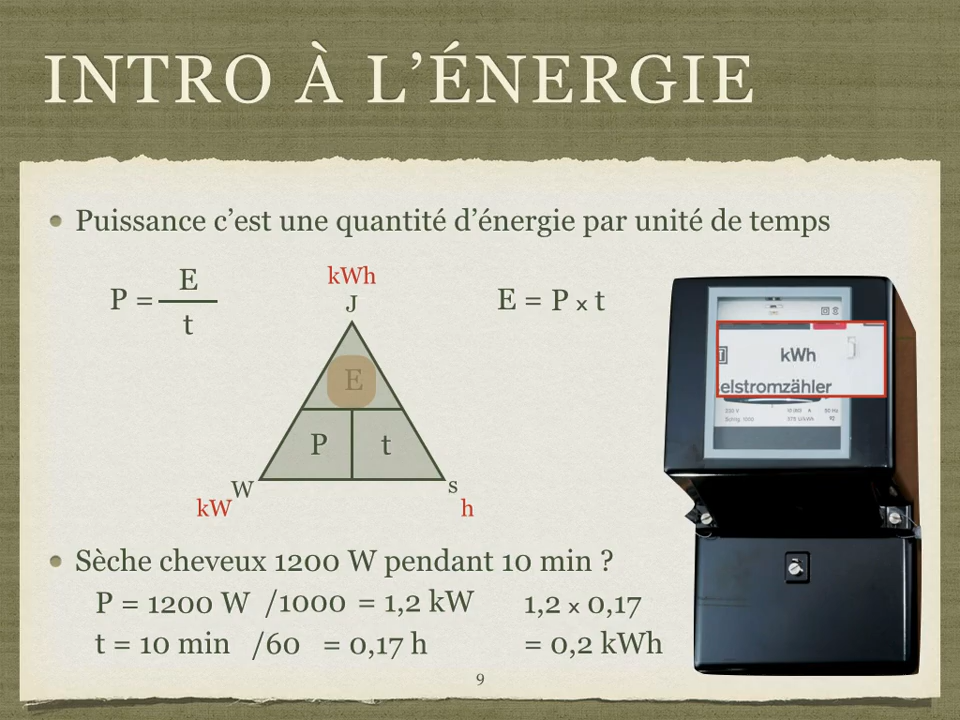 INTRO À L'ÉNERGIE
Puissance c'est une quantité d'énergie par unité de temps
P = E / t
kWh
J
E
P t
W s
kW h
E = P x t
kWh
elstromzähler
Sèche cheveux 1200 W pendant 10 min ?
P = 1200 W /1000 = 1,2 kW 1,2 x 0,17
t = 10 min /60 = 0,17 h = 0,2 kWh
9